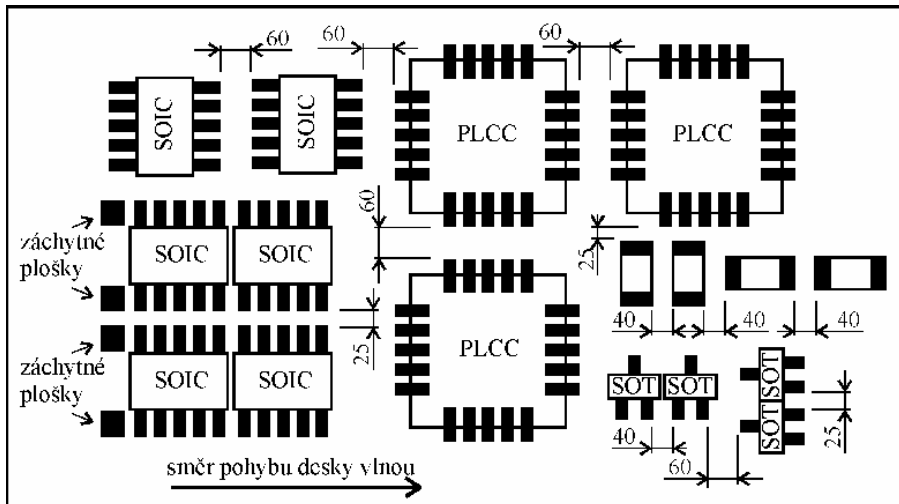 60
60
60
SOIC
SOIC
PLCC
PLCC
60
25
záchytné
plošky
SOIC
SOIC
25
40
40
40
záchytné
plošky
SOIC
SOIC
PLCC
SOT
SOT
SOT
SOT
25
40
60
směr pohybu desky vlnou